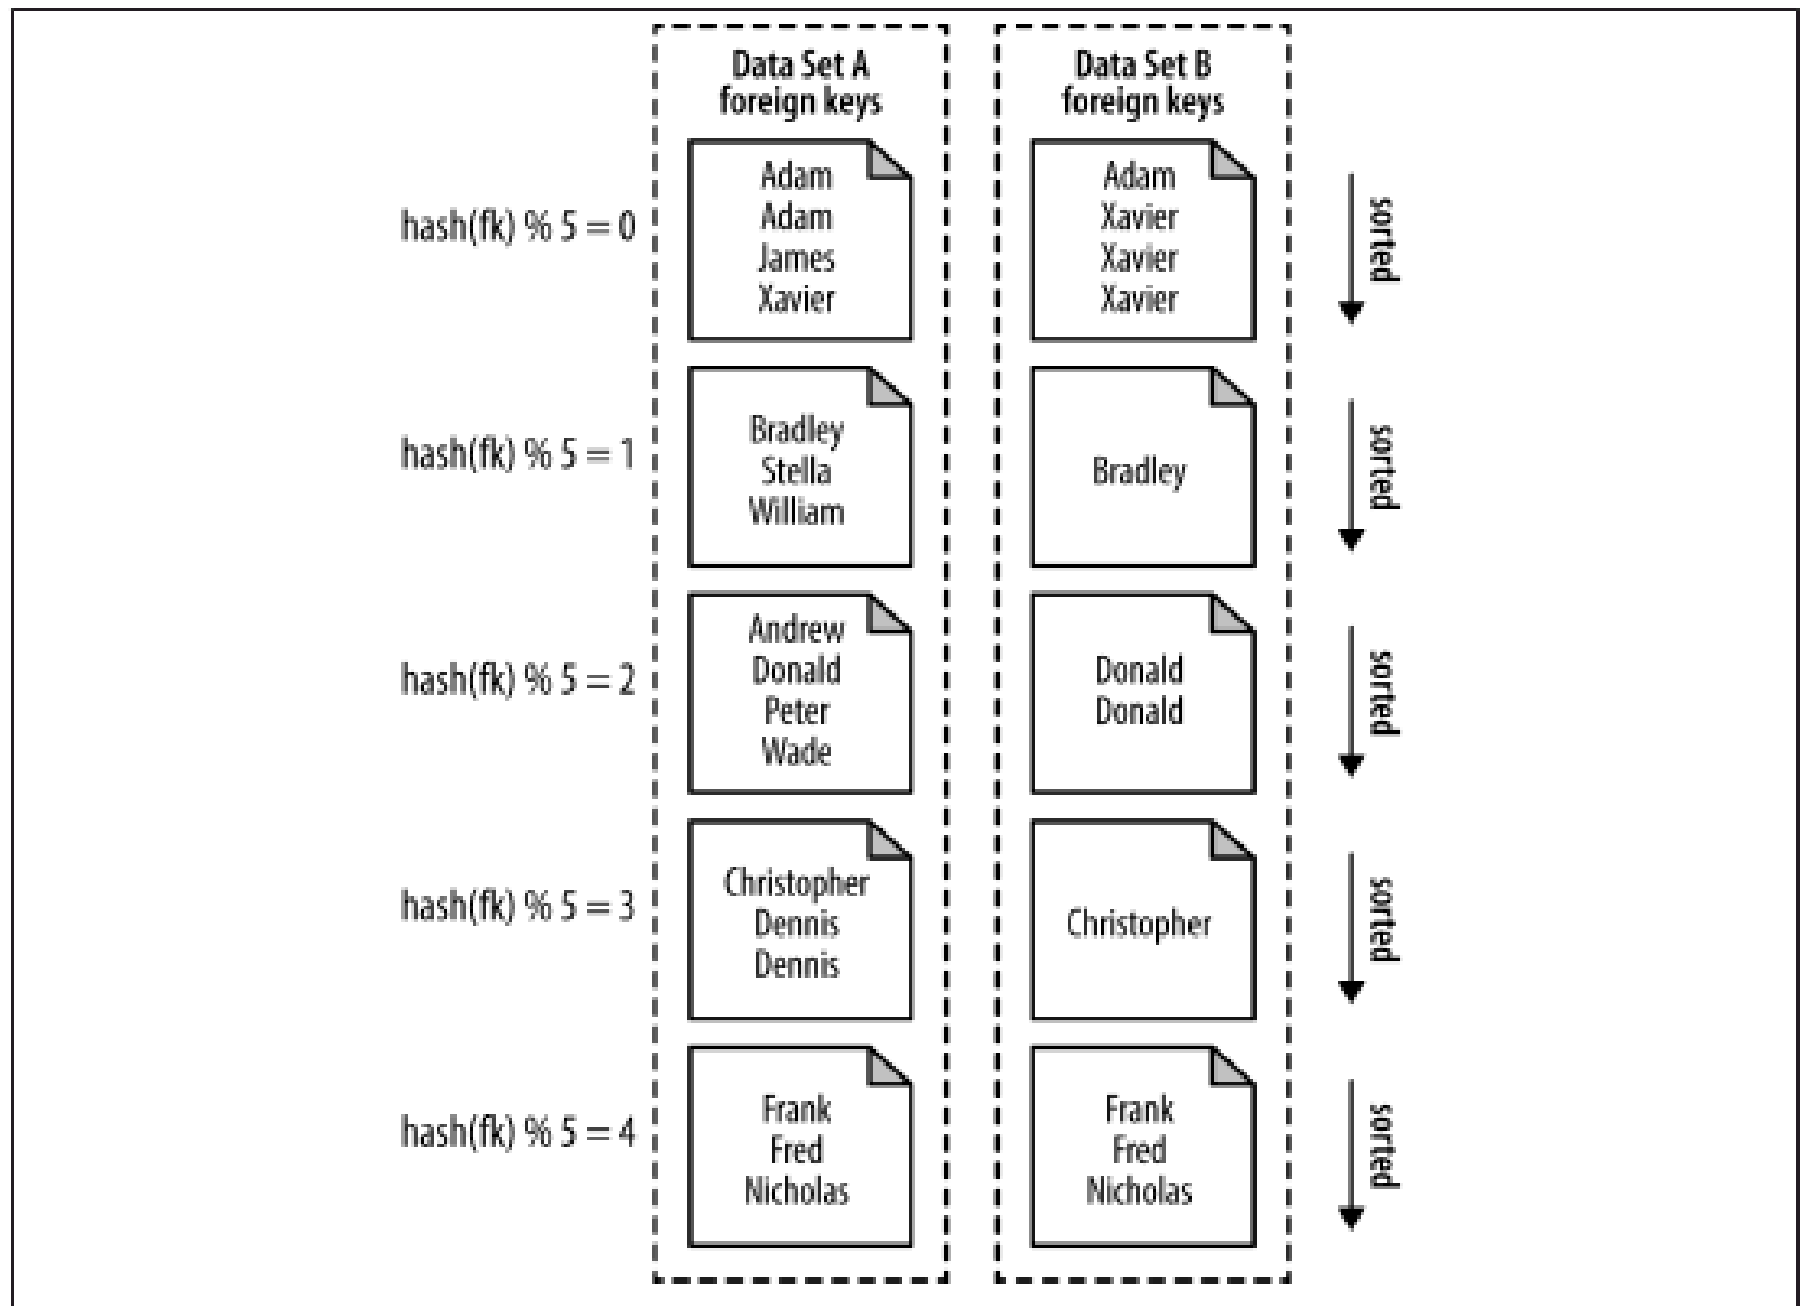 Data Set A
foreign keys
Data Set B
foreign keys
hash(fk) % 5 = 0
Adam
Adam
James
Xavier
Adam
Xavier
Xavier
Xavier
sorted
hash(fk) % 5 = 1
Bradley
Stella
William
Bradley
sorted
hash(fk) % 5 = 2
Andrew
Donald
Peter
Wade
Donald
Donald
sorted
hash(fk) % 5 = 3
Christopher
Dennis
Dennis
Christopher
sorted
hash(fk) % 5 = 4
Frank
Fred
Nicholas
Frank
Fred
Nicholas
sorted